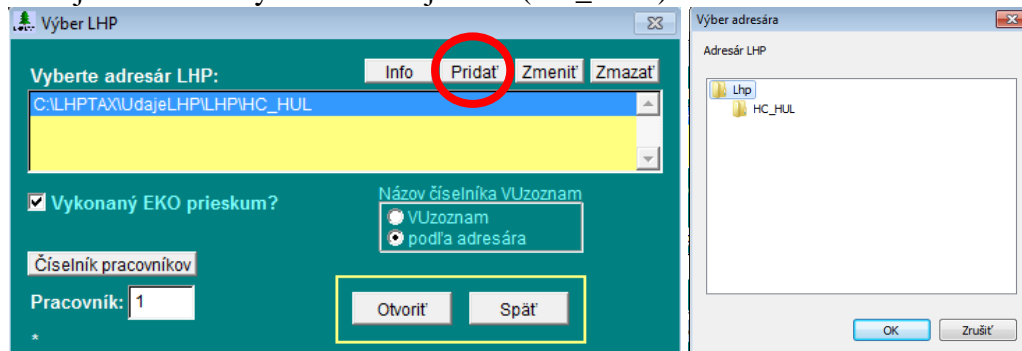 Výber LHP
Vyberte adresár LHP:
Info Pridať Zmeniť Zmazať
C:\LHPTAX\UdajeLHP\LHP\HC_HUL
Vykonaný EKO prieskum?
Názov číselníka VUzoznam
VUzoznam
podľa adresára
Číselník pracovníkov
Pracovník: 1
Otvoriť Späť
*
Výber adresára
Adresár LHP
Lhp
HC_HUL
OK Zrušiť